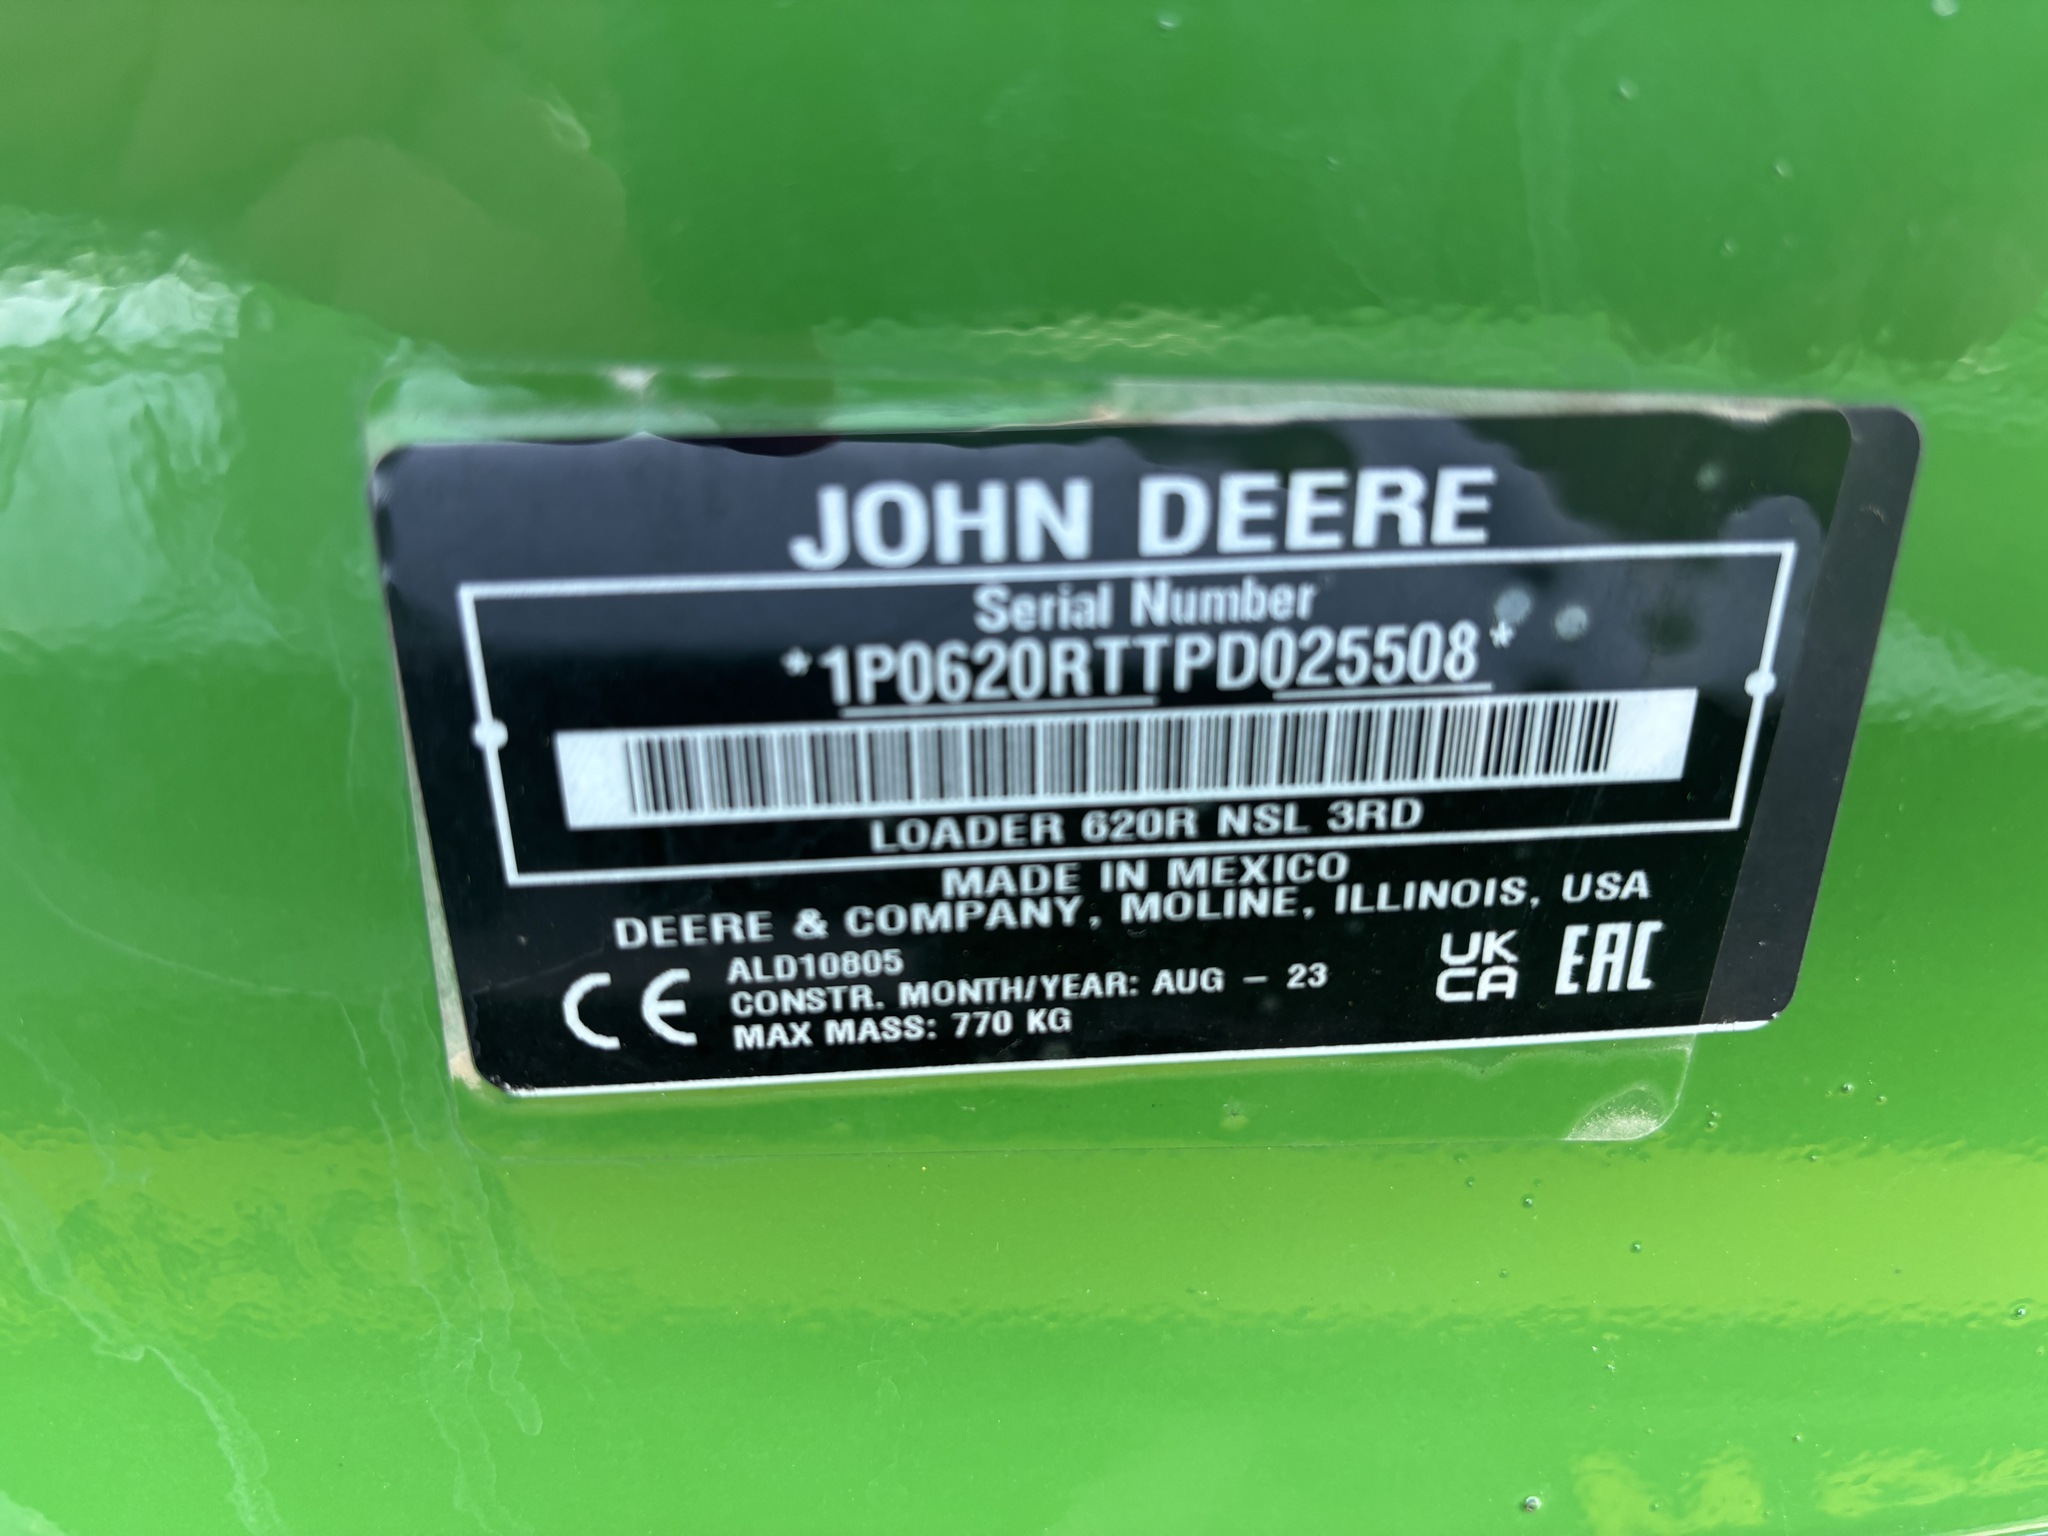 JOHN DEERE
Serial Number
*1P0620RTTPD025508*
LOADER 620R NSL 3RD
MADE IN MEXICO
DEERE & COMPANY, MOLINE, ILLINOIS, USA
CE
ALD10805
CONSTR. MONTH/YEAR: AUG - 23
MAX MASS: 770 KG
UK
CA
EAC